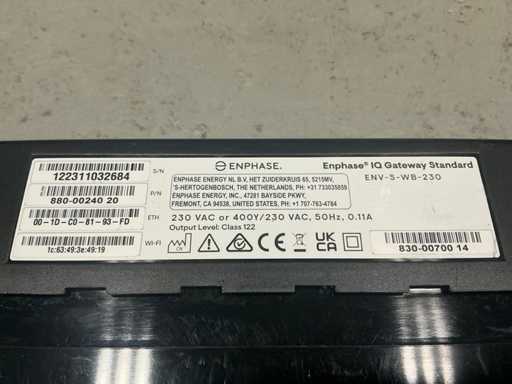 S/N
122311032684
P/N
880-00240 20
ETH
00-1D-C0-81-93-FD
WI-FI
1c:63:49:3e:49:19
ENPHASE.
ENPHASE ENERGY NL B.V, HET ZUIDERKRUIS 65, 5215MV,
'S-HERTOGENBOSCH, THE NETHERLANDS, PH: +31 733035859
ENPHASE ENERGY, INC., 47281 BAYSIDE PKWY,
FREMONT, CA 94538, UNITED STATES, PH: +1 707-763-4784
230 VAC or 400Y/230 VAC, 50Hz, 0.11A
Output Level: Class 122
CE
UK
CA
Enphase® IQ Gateway Standard
ENV-S-WB-230
830-00700 14